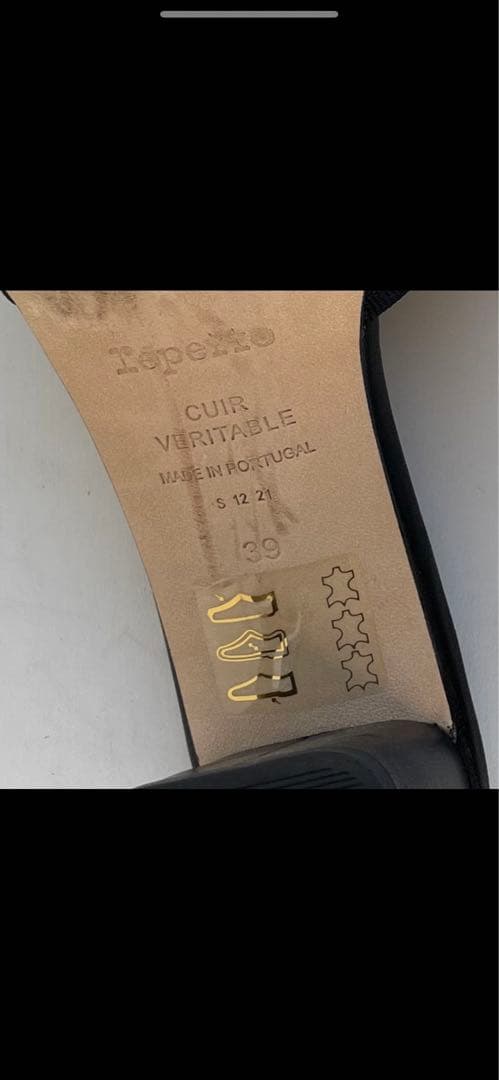 repetto
CUIR
VERITABLE
MADE IN PORTUGAL
S 12 21
39